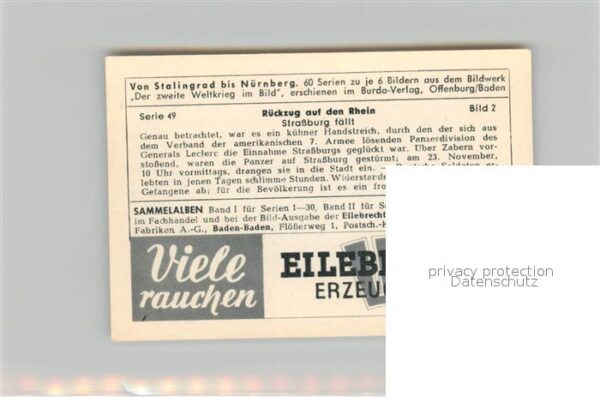 Von Stalingrad bis Nürnberg. 60 Serien zu je 6 Bildern aus dem Bildwerk
„Der zweite Weltkrieg im Bild", erschienen im Burda-Verlag, Offenburg/Baden
Serie 49 Rückzug auf den Rhein Bild 2
Straßburg fällt
Genau betrachtet, war es ein kühner Handstreich, durch den der sich aus
dem Verband der amerikanischen 7. Armee lösenden Panzerdivision des
Generals Leclerc die Einnahme Straßburgs geglückt war. Über Zabern vor-
stoßend, waren die Panzer auf Straßburg gestürmt; am 23. November,
10 Uhr vormittags, drangen sie in die Stadt ein. —
lebten in jenen Tagen schlimme Stunden.
Gefangene ab; für die Bevölkerung ist es ein
SAMMELALBEN Band I für Serien I—30, Band II für
im Fachhandel und bei der Bild-Ausgabe der
Fabriken A.-G., Baden-Baden, Flößerweg 1,
Viele
rauchen
privacy protection
Datenschutz